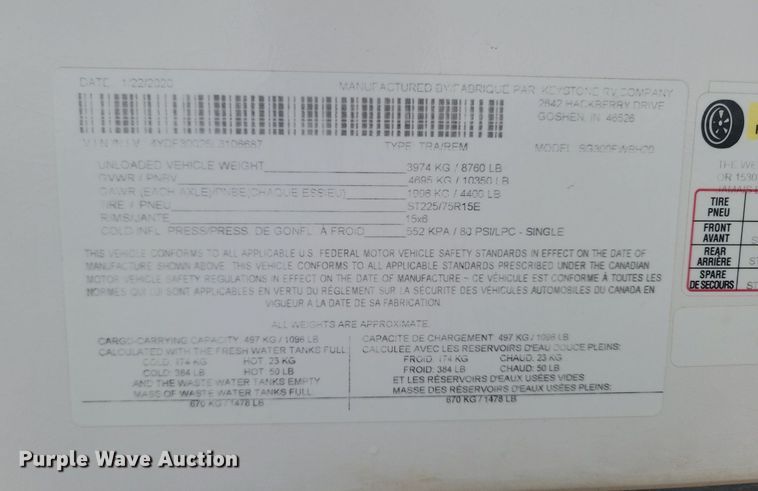 DATE 1/22/2020 MANUFACTURED BY/FABRIQUE PAR KEYSTONE RV COMPANY
2642 HACKBERRY DRIVE
GOSHEN, IN 46526
V.I.N./N.I.V. TYPE TRA/REM MODEL
UNLOADED VEHICLE WEIGHT 3974 KG / 8760 LB
GVWR / PNBV 4695 KG / 10350 LB
GAWR (EACH AXLE)/PNBE(CHAQUE ESSIEU) 1996 KG / 4400 LB
TIRE / PNEU ST225/75R15E
RIMS/JANTE 15x6
COLD INFL. PRESS/PRESS. DE GONFL À FROID 552 KPA / 80 PSI/LPC - SINGLE
THIS VEHICLE CONFORMS TO ALL APPLICABLE U.S. FEDERAL MOTOR VEHICLE SAFETY STANDARDS IN EFFECT ON THE DATE OF
MANUFACTURE SHOWN ABOVE. THIS VEHICLE CONFORMS TO ALL APPLICABLE STANDARDS PRESCRIBED UNDER THE CANADIAN
MOTOR VEHICLE SAFETY REGULATIONS IN EFFECT ON THE DATE OF MANUFACTURE – CE VÉHICULE EST CONFORME À TOUTES LES
NORMES QUI LUI SONT APPLICABLES EN VERTU DU RÉGLEMENT SUR LA SÉCURITÉ DES VÉHICULES AUTOMOBILES DU CANADA EN
VIGUEUR A LA DATE DE SA FABRICATION.
ALL WEIGHTS ARE APPROXIMATE.
CARGO-CARRYING CAPACITY: 497 KG/1096 LB
CALCULATED WITH THE FRESH WATER TANKS FULL
COLD: 174 KG HOT: 23 KG
COLD: 384 LB HOT: 50 LB
AND THE WASTE WATER TANKS EMPTY
MASS OF WASTE WATER TANKS FULL:
670 KG/1478 LB
CAPACITE DE CHARGEMENT: 497 KG/1096 LB
CALCULÉE AVEC LES RESERVOIRS D'EAU DOUCE PLEINS:
FROID: 174 KG CHAUD: 23 KG
FROID: 384 LB CHAUD: 50 LB
ET LES RÉSERVOIRS D'EAUX USÉES VIDES
MASSE DES RÉSERVOIRS D'EAUX USÉES PLEINS:
670 KG/1478 LB
THE WE
OR 1530
TIRE
PNEU
FRONT
AVANT
REAR
ARRIÈRE ST
SPARE
DE SECOURS ST
Purple Wave Auction